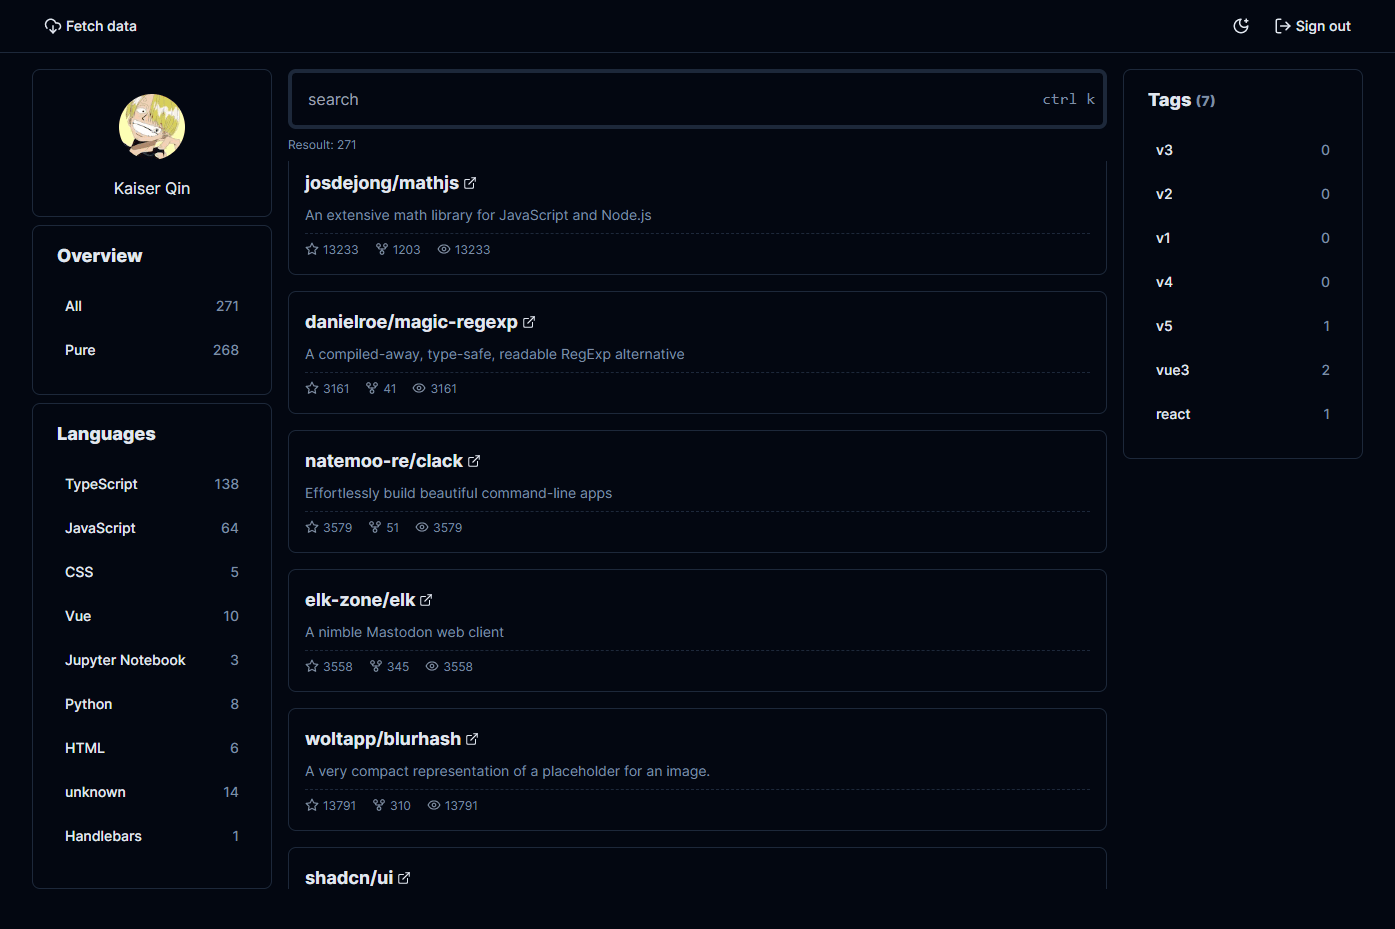 Fetch data
Sign out
Kaiser Qin
Overview
All 271
Pure 268
Languages
TypeScript 138
JavaScript 64
CSS 5
Vue 10
Jupyter Notebook 3
Python 8
HTML 6
unknown 14
Handlebars 1
search ctrl k
Resoult: 271
josdejong/mathjs
An extensive math library for JavaScript and Node.js
13233 1203 13233
danielroe/magic-regexp
A compiled-away, type-safe, readable RegExp alternative
3161 41 3161
natemoo-re/clack
Effortlessly build beautiful command-line apps
3579 51 3579
elk-zone/elk
A nimble Mastodon web client
3558 345 3558
woltapp/blurhash
A very compact representation of a placeholder for an image.
13791 310 13791
shadcn/ui
Tags (7)
v3 0
v2 0
v1 0
v4 0
v5 1
vue3 2
react 1